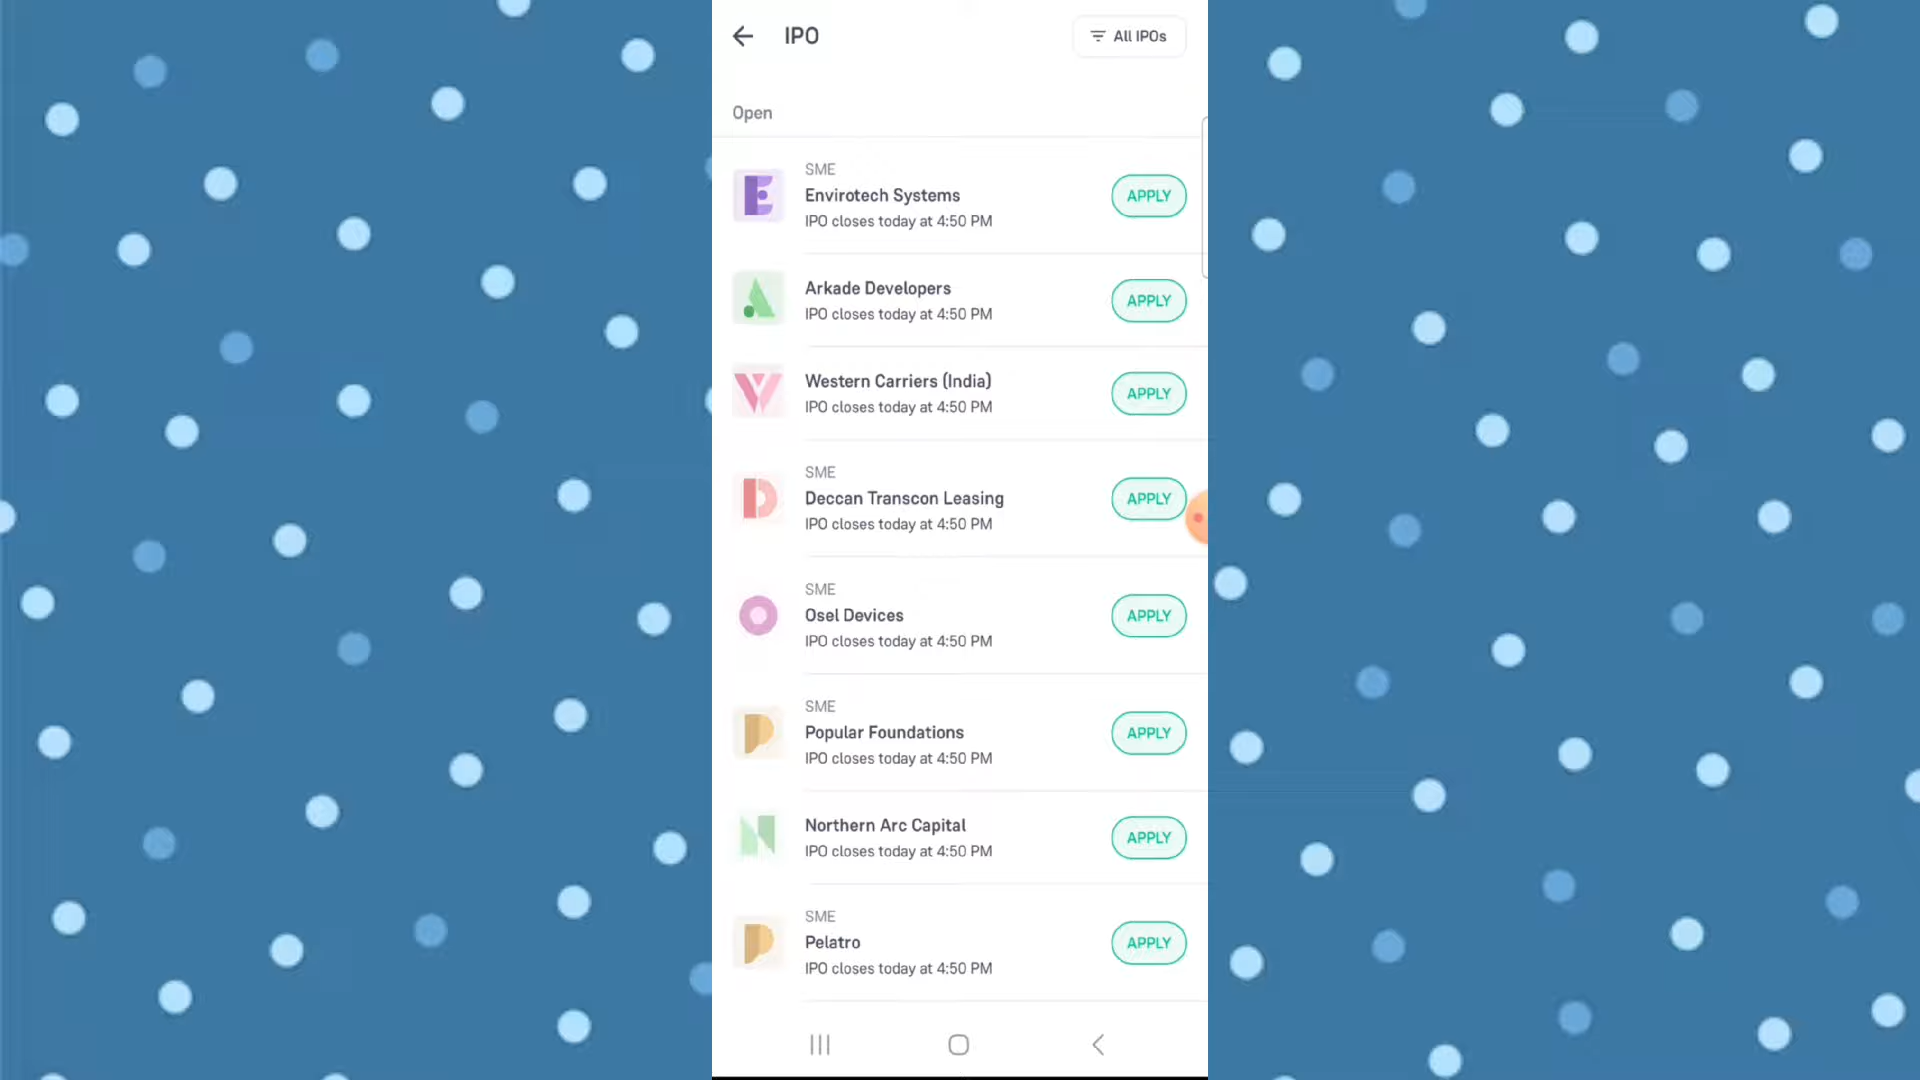 IPO
All IPOs
Open
SME
Envirotech Systems
IPO closes today at 4:50 PM
APPLY
Arkade Developers
IPO closes today at 4:50 PM
APPLY
Western Carriers (India)
IPO closes today at 4:50 PM
APPLY
SME
Deccan Transcon Leasing
IPO closes today at 4:50 PM
APPLY
SME
Osel Devices
IPO closes today at 4:50 PM
APPLY
SME
Popular Foundations
IPO closes today at 4:50 PM
APPLY
Northern Arc Capital
IPO closes today at 4:50 PM
APPLY
SME
Pelatro
IPO closes today at 4:50 PM
APPLY